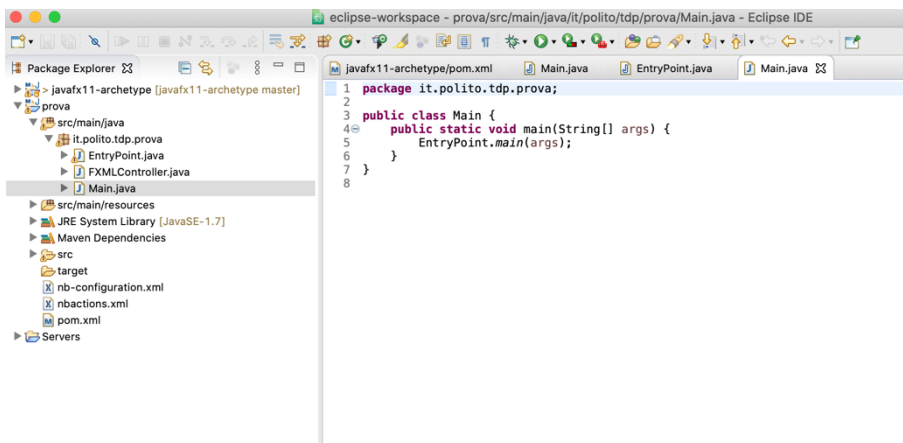 eclipse-workspace - prova/src/main/java/it/polito/tdp/prova/Main.java - Eclipse IDE
Package Explorer
> javafx11-archetype [javafx11-archetype master]
prova
src/main/java
it.polito.tdp.prova
EntryPoint.java
FXMLController.java
Main.java
src/main/resources
JRE System Library [JavaSE-1.7]
Maven Dependencies
src
target
nb-configuration.xml
nbactions.xml
pom.xml
Servers
javafx11-archetype/pom.xml Main.java EntryPoint.java Main.java
1 package it.polito.tdp.prova;
2
3 public class Main {
4 public static void main(String[] args) {
5 EntryPoint.main(args);
6 }
7 }
8